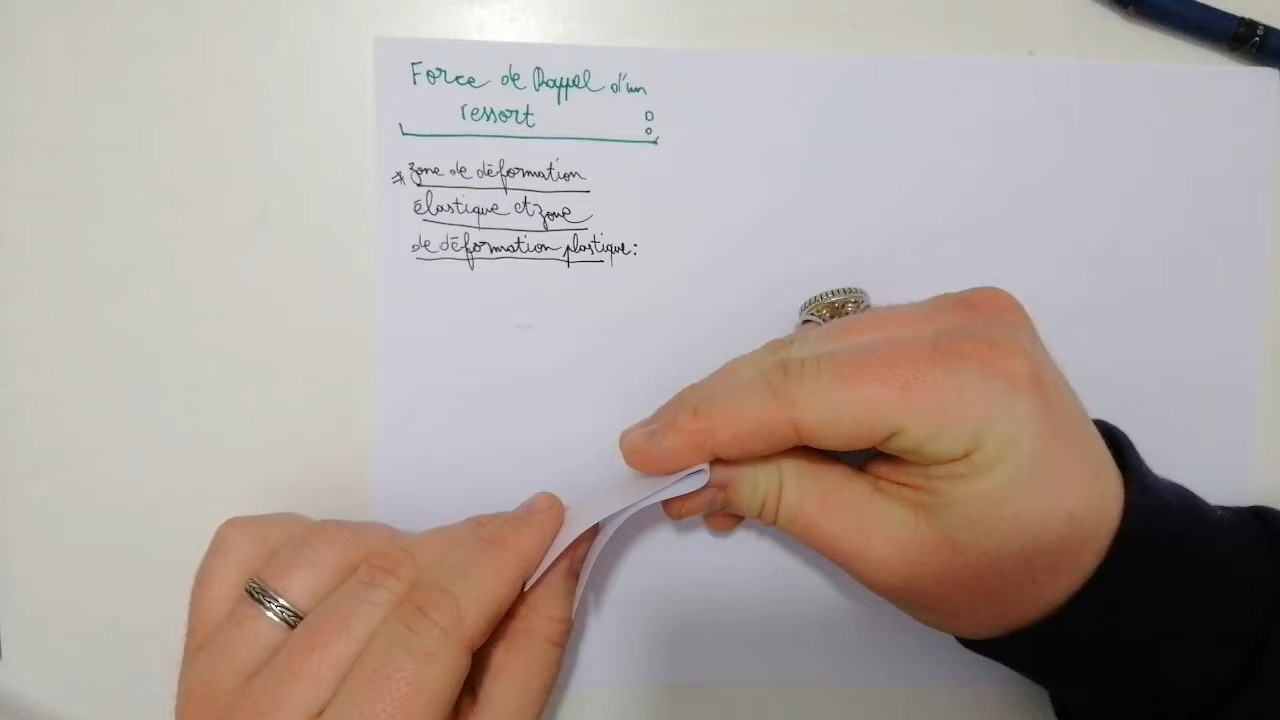 Force de Rappel d'un
ressort :
* zone de déformation
élastique et zone
de déformation plastique: